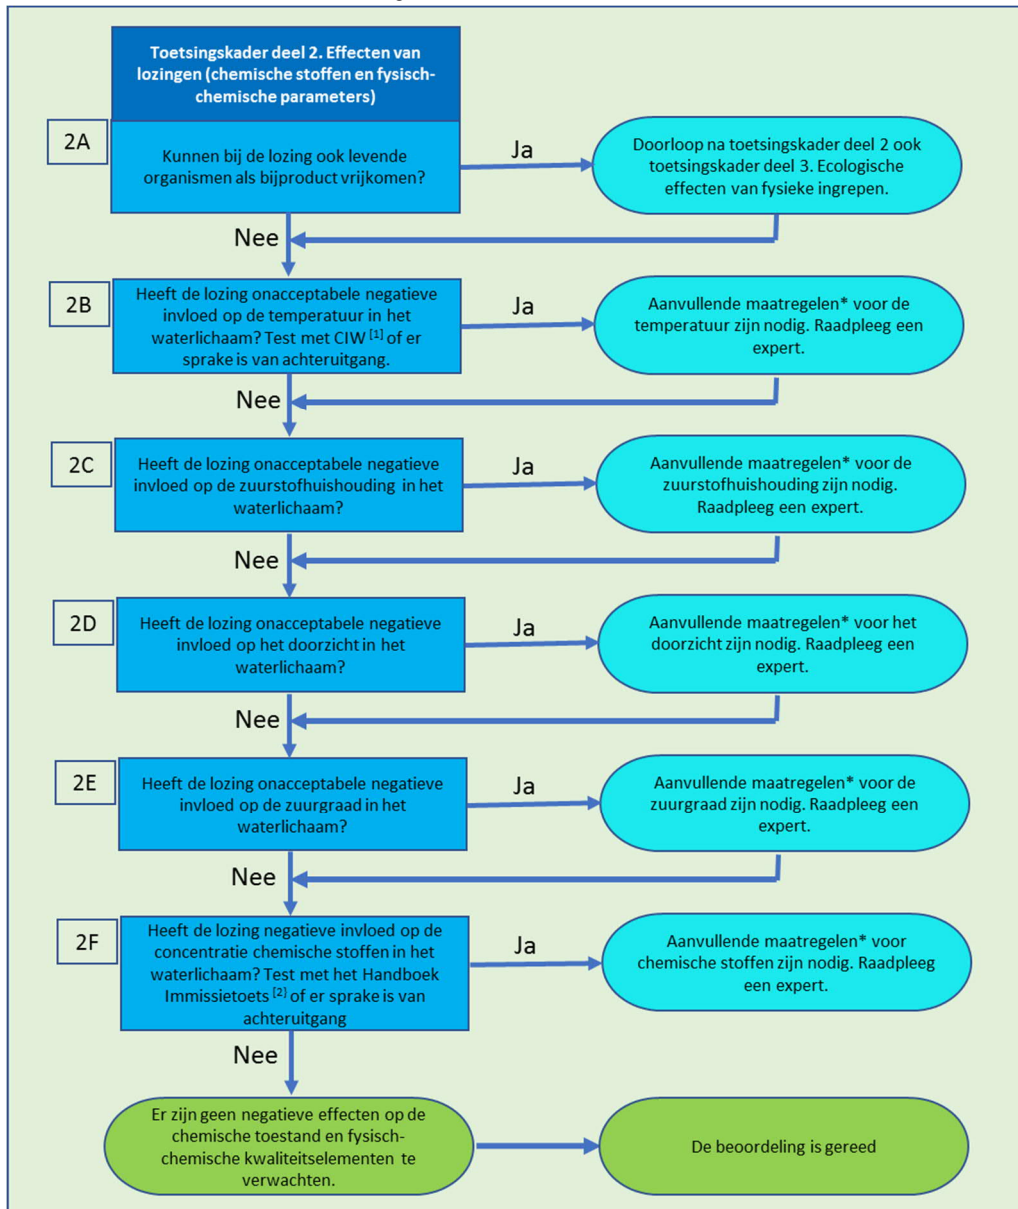 Toetsingskader deel 2. Effecten van
lozingen (chemische stoffen en fysisch-
chemische parameters)
2A
Kunnen bij de lozing ook levende
organismen als bijproduct vrijkomen?
Ja
Doorloop na toetsingskader deel 2 ook
toetsingskader deel 3. Ecologische
effecten van fysieke ingrepen.
Nee
2B
Heeft de lozing onacceptabele negatieve
invloed op de temperatuur in het
waterlichaam? Test met CIW [1] of er
sprake is van achteruitgang.
Ja
Aanvullende maatregelen* voor de
temperatuur zijn nodig. Raadpleeg een
expert.
Nee
2C
Heeft de lozing onacceptabele negatieve
invloed op de zuurstofhuishouding in het
waterlichaam?
Ja
Aanvullende maatregelen* voor de
zuurstofhuishouding zijn nodig.
Raadpleeg een expert.
Nee
2D
Heeft de lozing onacceptabele negatieve
invloed op het doorzicht in het
waterlichaam?
Ja
Aanvullende maatregelen* voor het
doorzicht zijn nodig. Raadpleeg een
expert.
Nee
2E
Heeft de lozing onacceptabele negatieve
invloed op de zuurgraad in het
waterlichaam?
Ja
Aanvullende maatregelen* voor de
zuurgraad zijn nodig. Raadpleeg een
expert.
Nee
2F
Heeft de lozing negatieve invloed op de
concentratie chemische stoffen in het
waterlichaam? Test met het Handboek
Immissietoets [2] of er sprake is van
achteruitgang
Ja
Aanvullende maatregelen* voor
chemische stoffen zijn nodig. Raadpleeg
een expert.
Nee
Er zijn geen negatieve effecten op de
chemische toestand en fysisch-
chemische kwaliteitselementen te
verwachten.
De beoordeling is gereed